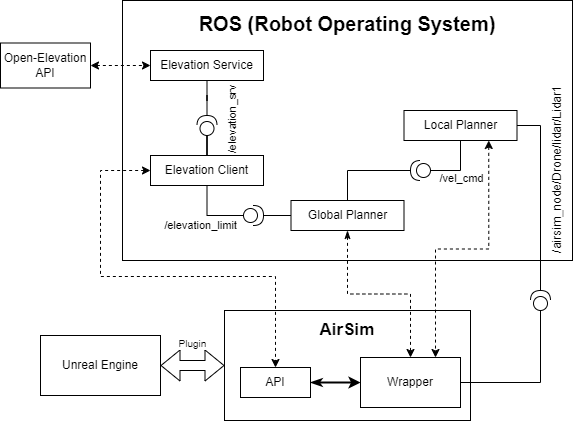 ROS (Robot Operating System)
Open-Elevation
API
Elevation Service
/elevation_srv
Local Planner
/airsim_node/Drone/lidar/Lidar1
Elevation Client
/vel_cmd
/elevation_limit
Global Planner
AirSim
Plugin
Unreal Engine
API
Wrapper